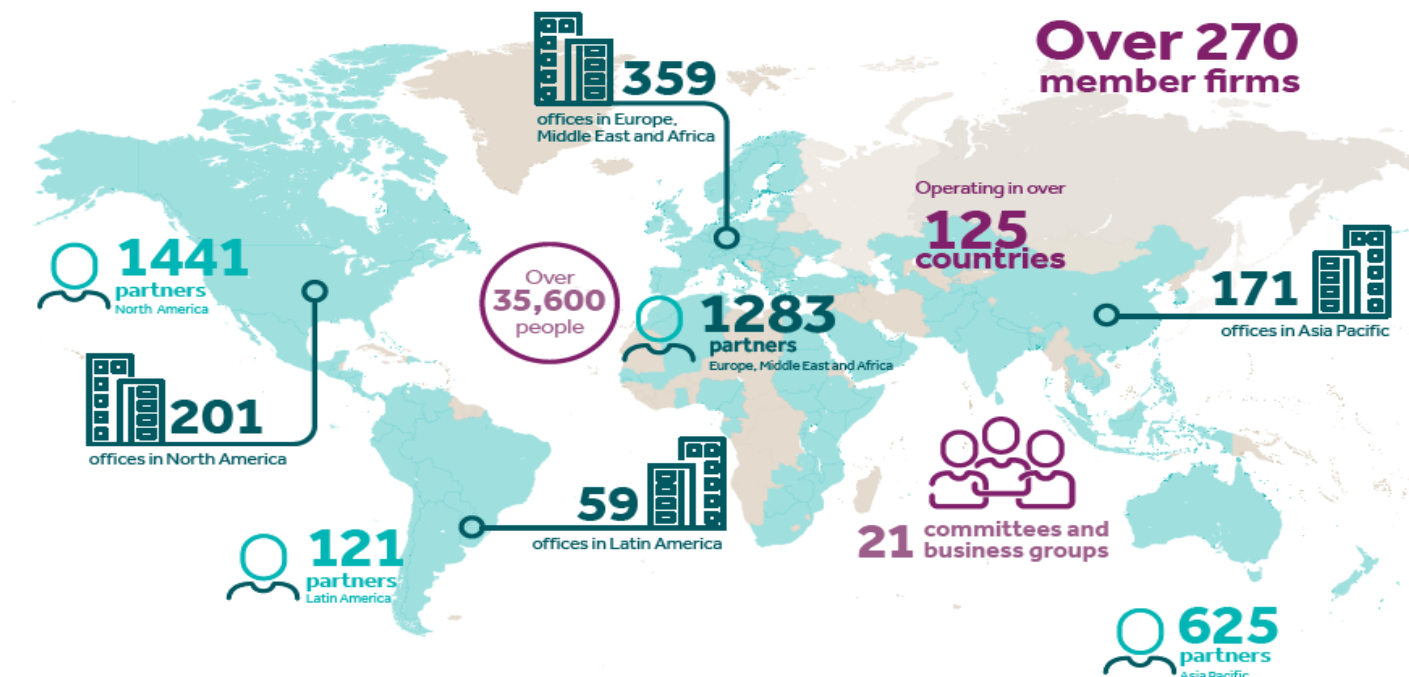 Over 270
member firms
359
offices in Europe,
Middle East and Africa
Operating in over
125
countries
1441
partners
North America
Over
35,600
people
171
offices in Asia Pacific
1283
partners
Europe, Middle East and Africa
201
offices in North America
59
offices in Latin America
21 committees and
business groups
121
partners
Latin America
625
partners
Asia Pacific